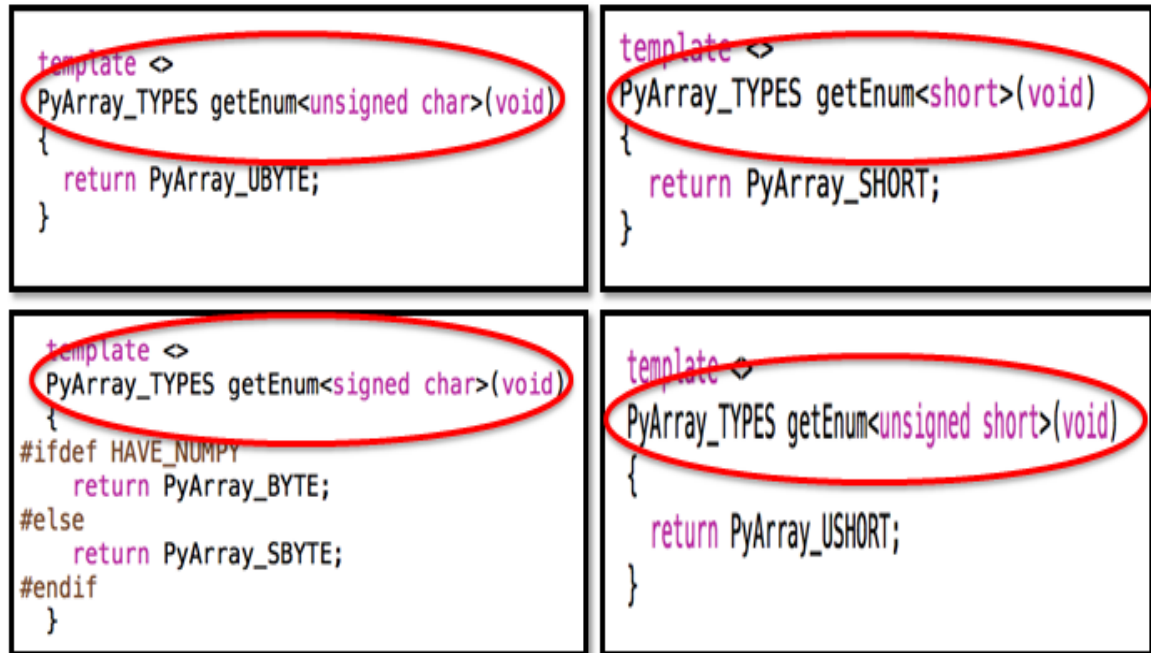 template <>
PyArray_TYPES getEnum<unsigned char>(void)
{
return PyArray_UBYTE;
}
template <>
PyArray_TYPES getEnum<short>(void)
{
return PyArray_SHORT;
}
template <>
PyArray_TYPES getEnum<signed char>(void)
{
#ifdef HAVE_NUMPY
return PyArray_BYTE;
#else
return PyArray_SBYTE;
#endif
}
template <>
PyArray_TYPES getEnum<unsigned short>(void)
{
return PyArray_USHORT;
}